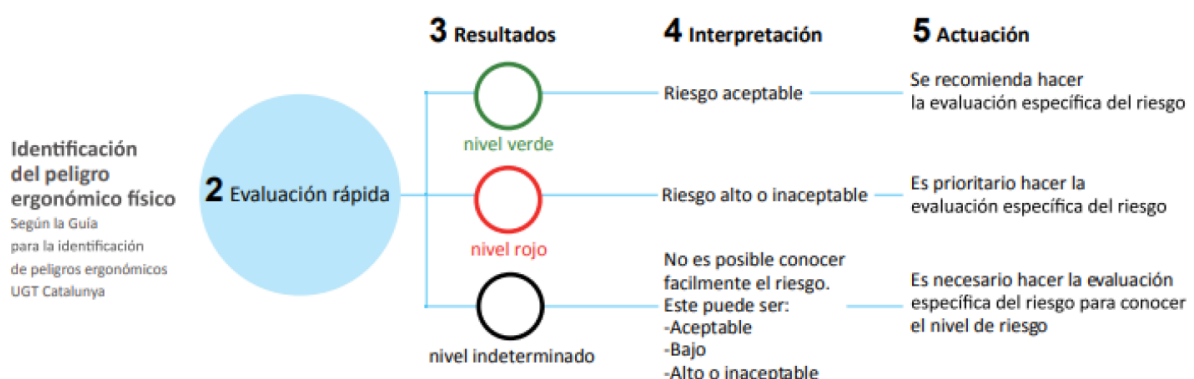 3 Resultados
4 Interpretación
5 Actuación
Identificación
del peligro
ergonómico físico
Según la Guía
para la identificación
de peligros ergonómicos
UGT Catalunya
2 Evaluación rápida
nivel verde
Riesgo aceptable
Se recomienda hacer
la evaluación específica del riesgo
nivel rojo
Riesgo alto o inaceptable
Es prioritario hacer la
evaluación específica del riesgo
nivel indeterminado
No es posible conocer
facilmente el riesgo.
Este puede ser:
-Aceptable
-Bajo
-Alto o inaceptable
Es necesario hacer la evaluación
específica del riesgo para conocer
el nivel de riesgo